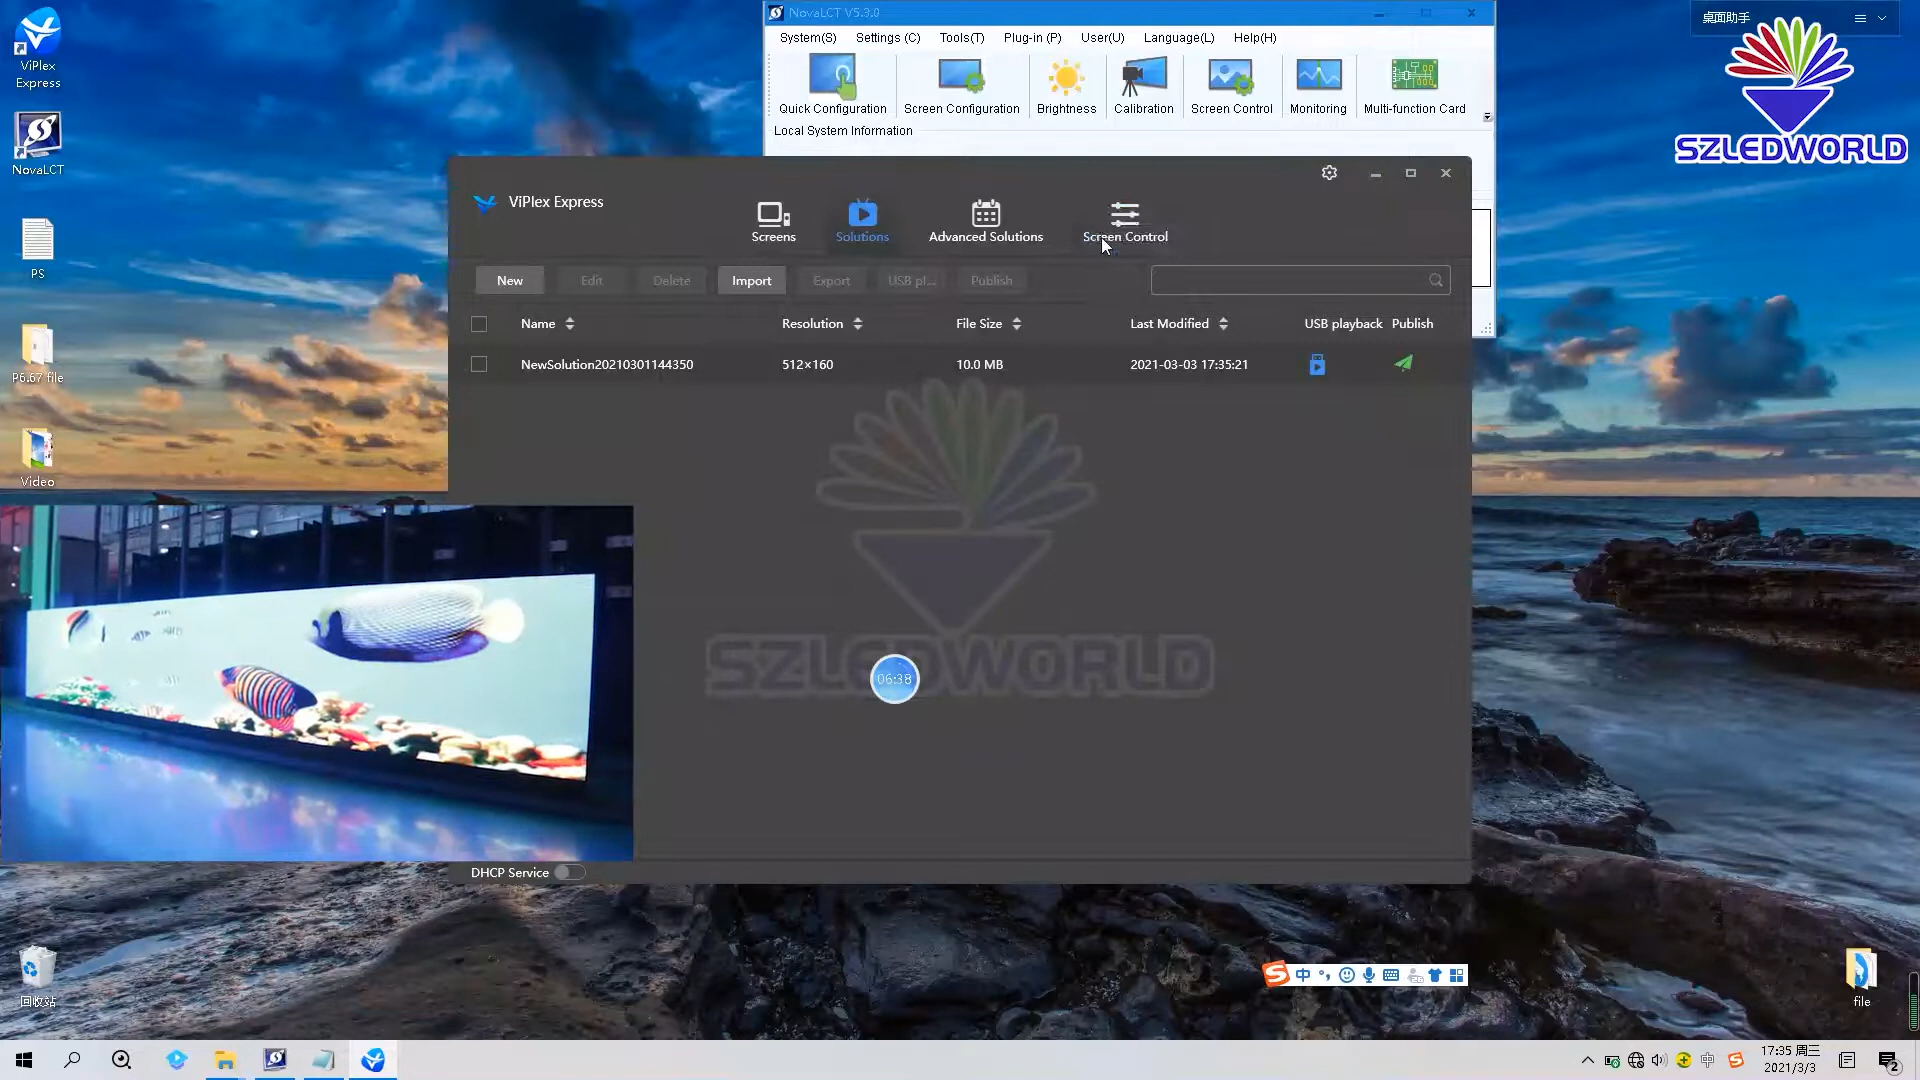 ViPlex
Express
NovaLCT
PS
P6.67 file
Video
回收站
NovaLCT V5.3.0
System(S) Settings (C) Tools(T) Plug-in (P) User(U) Language(L) Help(H)
Quick Configuration Screen Configuration Brightness Calibration Screen Control Monitoring Multi-function Card
Local System Information
桌面助手
SZLEDWORLD
ViPlex Express
Screens Solutions Advanced Solutions Screen Control
New Edit Delete Import Export USB pl... Publish
Name Resolution File Size Last Modified USB playback Publish
NewSolution20210301144350 512×160 10.0 MB 2021-03-03 17:35:21
SZLEDWORLD
06:38
DHCP Service
中
file
中
17:35 周三
2021/3/3
2